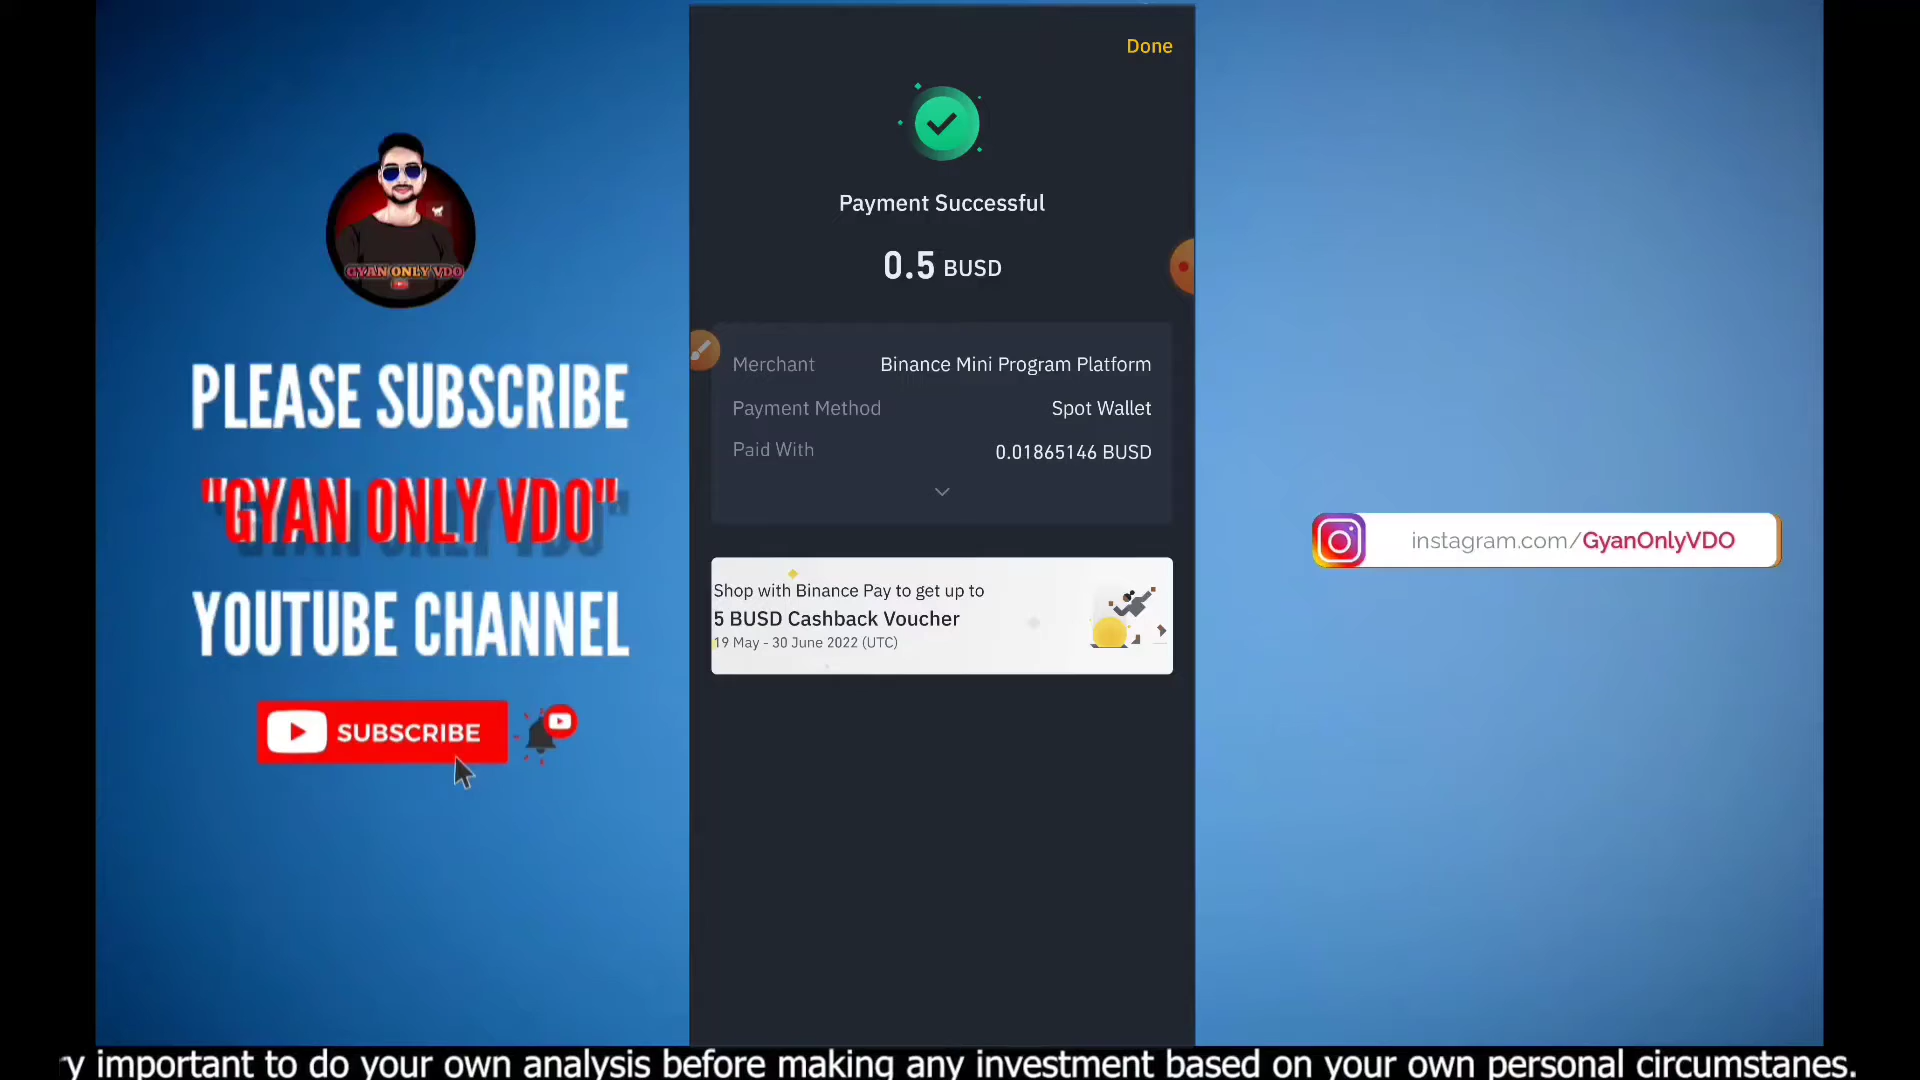 Done
Payment Successful
0.5 BUSD
Merchant Binance Mini Program Platform
Payment Method Spot Wallet
Paid With 0.01865146 BUSD
Shop with Binance Pay to get up to
5 BUSD Cashback Voucher
19 May - 30 June 2022 (UTC)
GYAN ONLY VDO
PLEASE SUBSCRIBE
"GYAN ONLY VDO"
YOUTUBE CHANNEL
SUBSCRIBE
instagram.com/GyanOnlyVDO
important to do your own analysis before making any investment based on your own personal circumstanes.